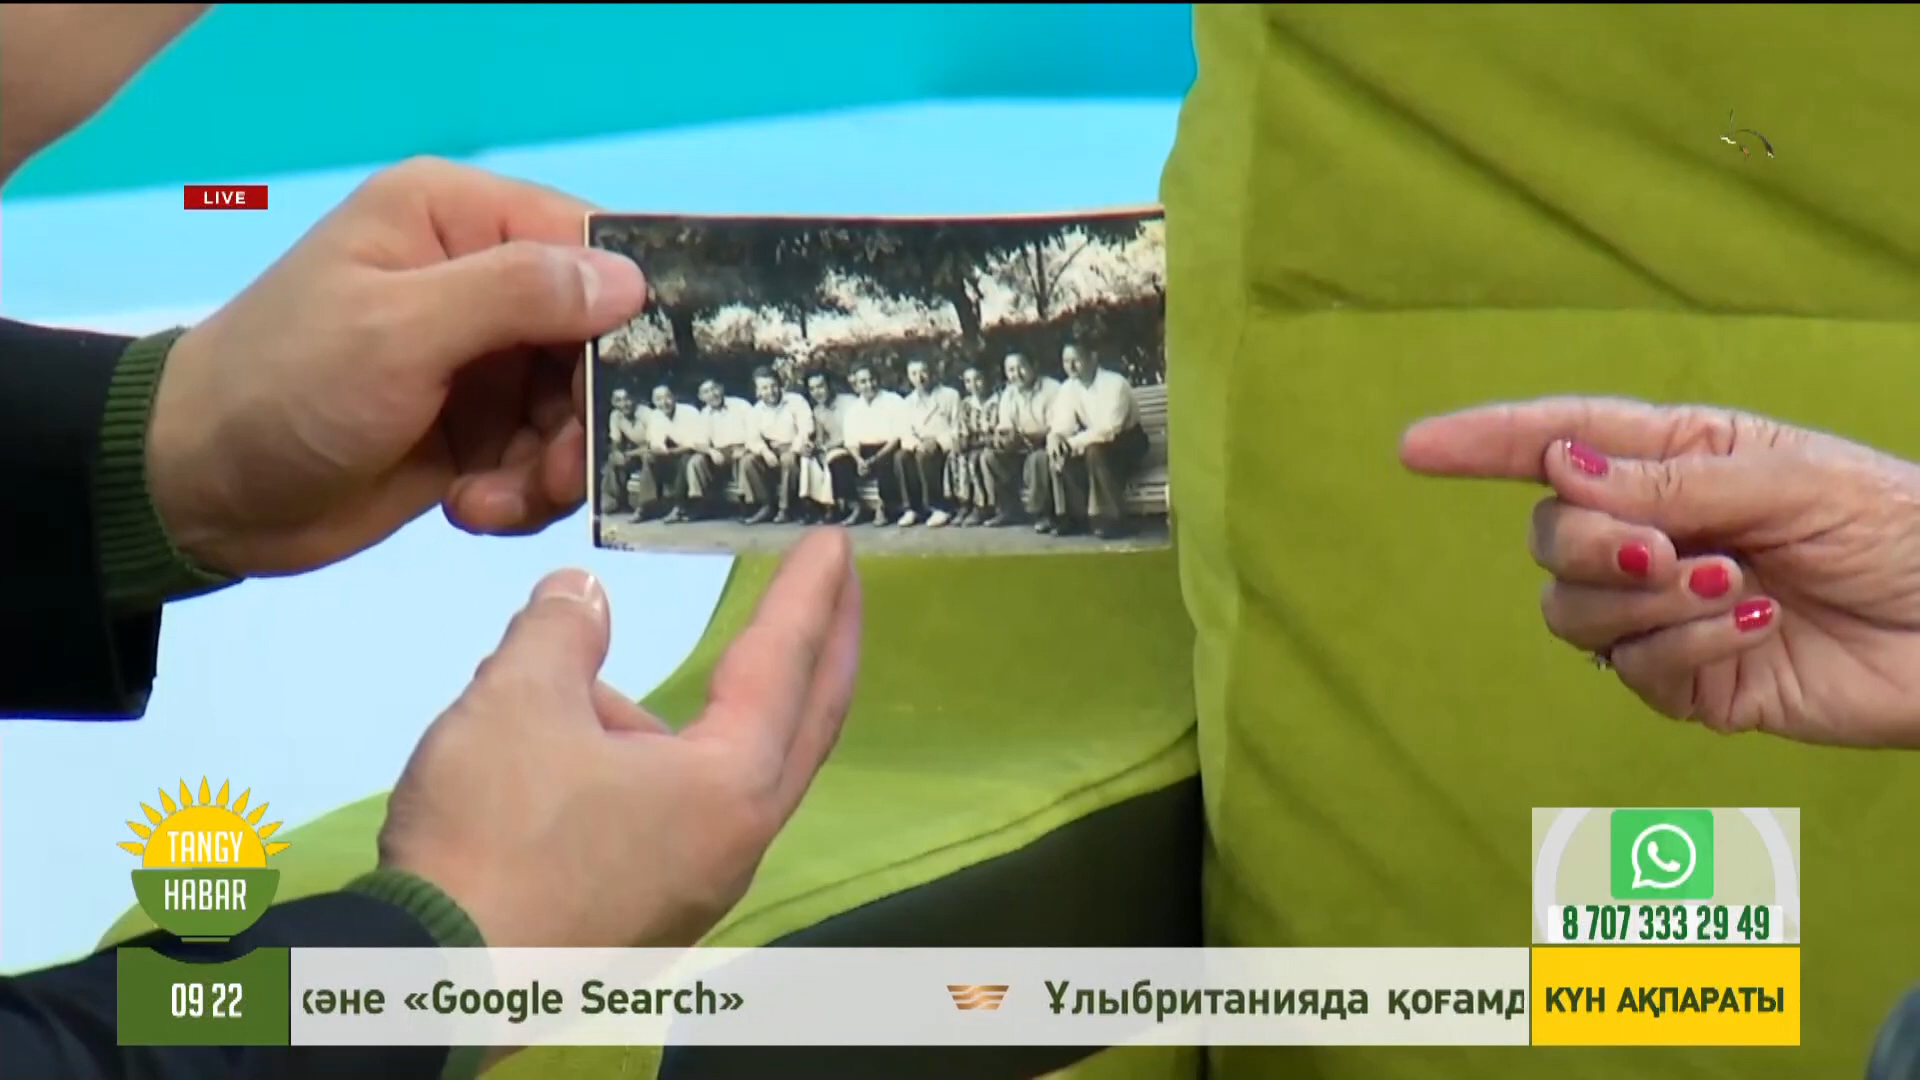 LIVE
TANGY
HABAR
8 707 333 29 49
09 22
«Google Search»
Ұлыбританияда
КҮН АҚПАРАТЫ